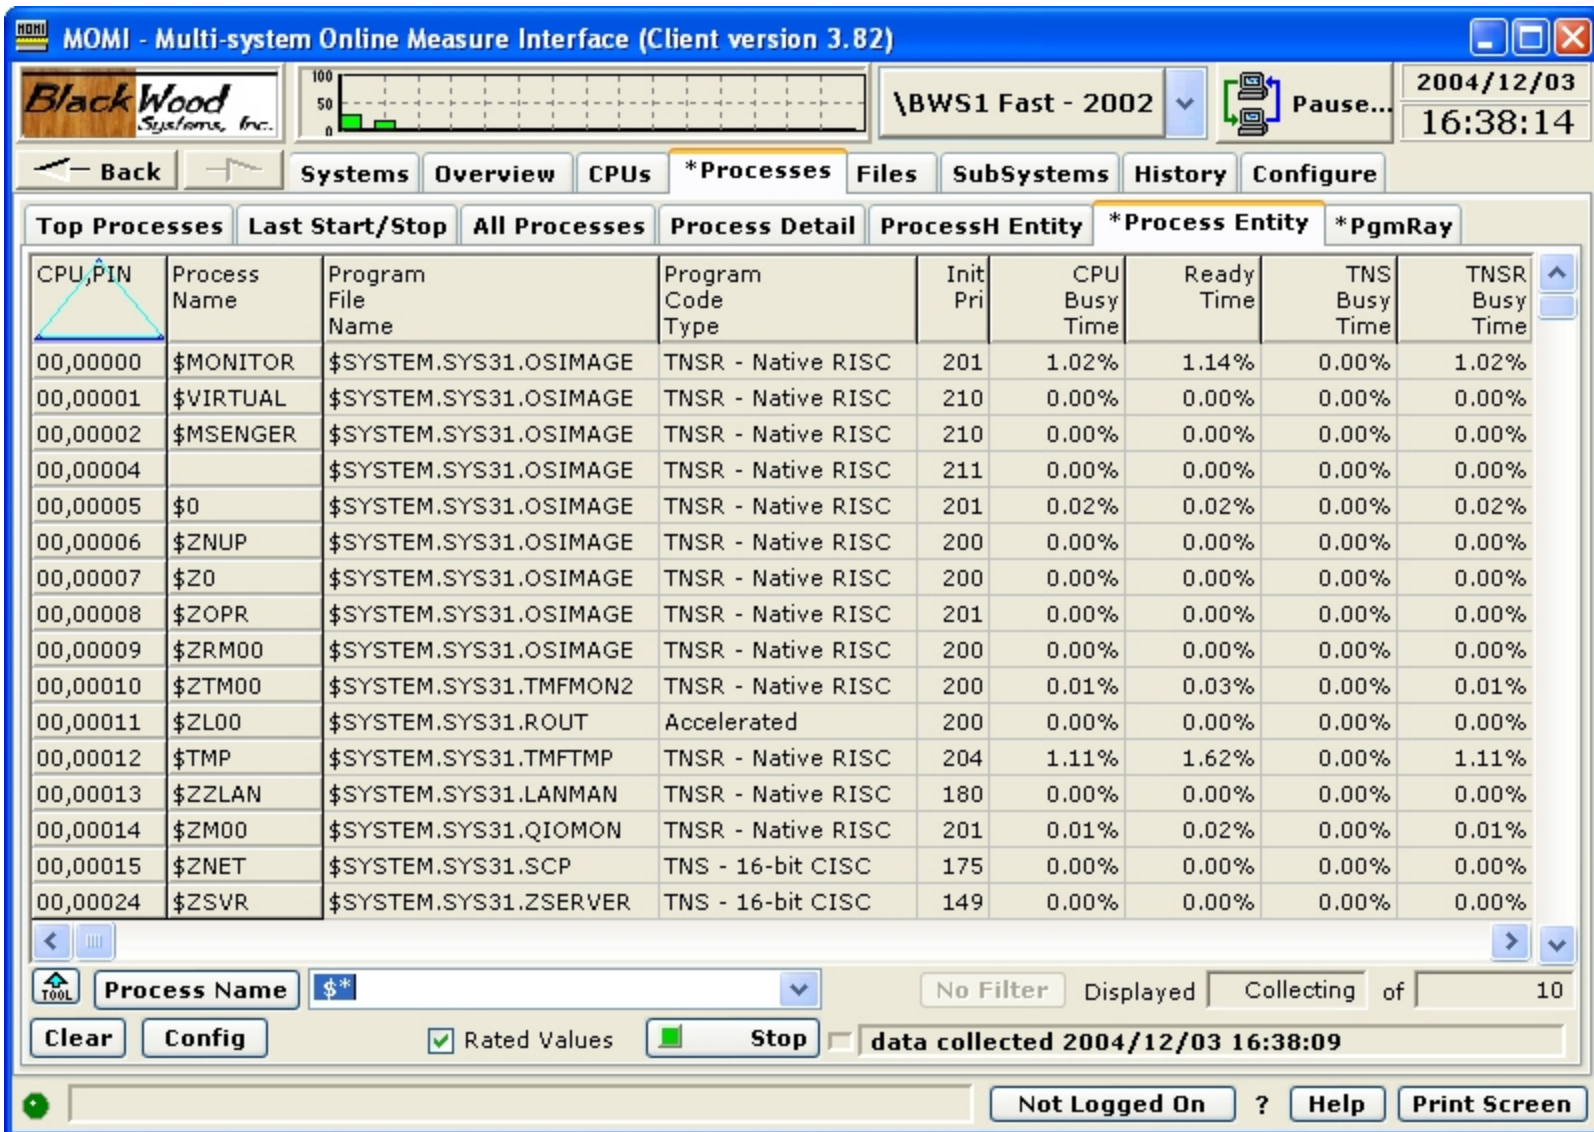 MOMI MOMI - Multi-system Online Measure Interface (Client version 3.82)
BlackWood Systems, Inc.
100
50
0
\BWS1 Fast - 2002
Pause...
2004/12/03
16:38:14
Back Systems Overview CPUs *Processes Files SubSystems History Configure
Top Processes Last Start/Stop All Processes Process Detail ProcessH Entity *Process Entity *PgmRay
CPU,PIN Process Name Program File Name Program Code Type Init Pri CPU Busy Time Ready Time TNS Busy Time TNSR Busy Time
00,00000 $MONITOR $SYSTEM.SYS31.OSIMAGE TNSR - Native RISC 201 1.02% 1.14% 0.00% 1.02%
00,00001 $VIRTUAL $SYSTEM.SYS31.OSIMAGE TNSR - Native RISC 210 0.00% 0.00% 0.00% 0.00%
00,00002 $MSENGER $SYSTEM.SYS31.OSIMAGE TNSR - Native RISC 210 0.00% 0.00% 0.00% 0.00%
00,00004 $SYSTEM.SYS31.OSIMAGE TNSR - Native RISC 211 0.00% 0.00% 0.00% 0.00%
00,00005 $0 $SYSTEM.SYS31.OSIMAGE TNSR - Native RISC 201 0.02% 0.02% 0.00% 0.02%
00,00006 $ZNUP $SYSTEM.SYS31.OSIMAGE TNSR - Native RISC 200 0.00% 0.00% 0.00% 0.00%
00,00007 $Z0 $SYSTEM.SYS31.OSIMAGE TNSR - Native RISC 200 0.00% 0.00% 0.00% 0.00%
00,00008 $ZOPR $SYSTEM.SYS31.OSIMAGE TNSR - Native RISC 201 0.00% 0.00% 0.00% 0.00%
00,00009 $ZRM00 $SYSTEM.SYS31.OSIMAGE TNSR - Native RISC 200 0.00% 0.00% 0.00% 0.00%
00,00010 $ZTM00 $SYSTEM.SYS31.TMFMON2 TNSR - Native RISC 200 0.01% 0.03% 0.00% 0.01%
00,00011 $ZL00 $SYSTEM.SYS31.ROUT Accelerated 200 0.00% 0.00% 0.00% 0.00%
00,00012 $TMP $SYSTEM.SYS31.TMFTMP TNSR - Native RISC 204 1.11% 1.62% 0.00% 1.11%
00,00013 $ZZLAN $SYSTEM.SYS31.LANMAN TNSR - Native RISC 180 0.00% 0.00% 0.00% 0.00%
00,00014 $ZM00 $SYSTEM.SYS31.QIOMON TNSR - Native RISC 201 0.01% 0.02% 0.00% 0.01%
00,00015 $ZNET $SYSTEM.SYS31.SCP TNS - 16-bit CISC 175 0.00% 0.00% 0.00% 0.00%
00,00024 $ZSVR $SYSTEM.SYS31.ZSERVER TNS - 16-bit CISC 149 0.00% 0.00% 0.00% 0.00%
TOOL Process Name $* No Filter Displayed Collecting of 10
Clear Config Rated Values Stop data collected 2004/12/03 16:38:09
Not Logged On ? Help Print Screen